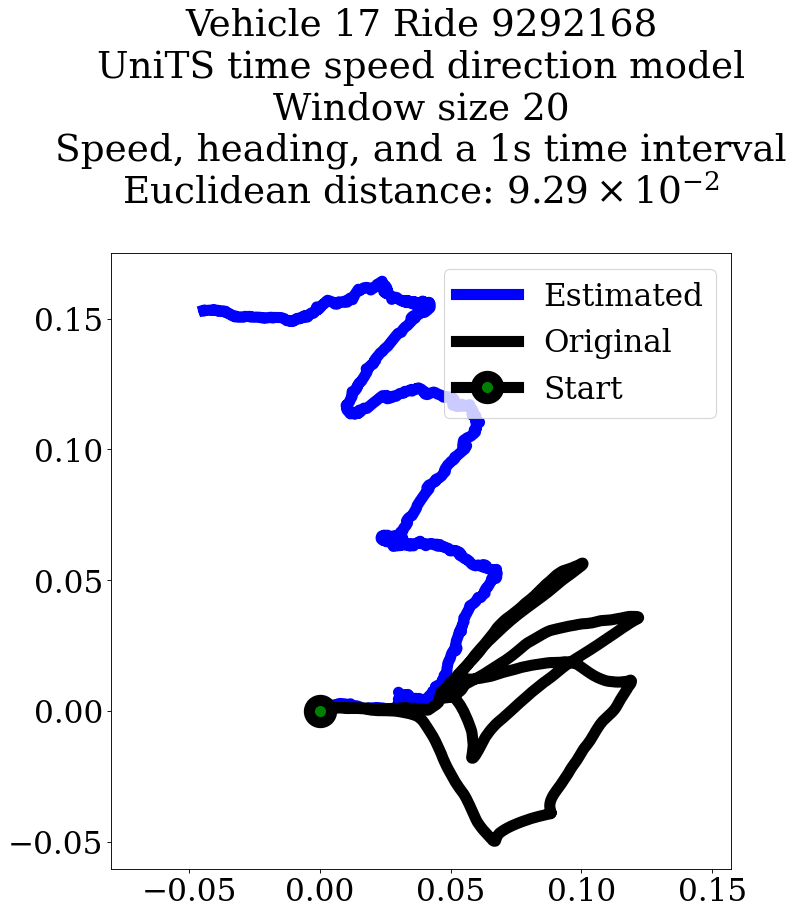 Vehicle 17 Ride 9292168
UniTS time speed direction model
Window size 20
Speed, heading, and a 1s time interval
Euclidean distance: 9.29 × 10⁻²
Estimated
Original
Start
0.15
0.10
0.05
0.00
−0.05
−0.05 0.00 0.05 0.10 0.15